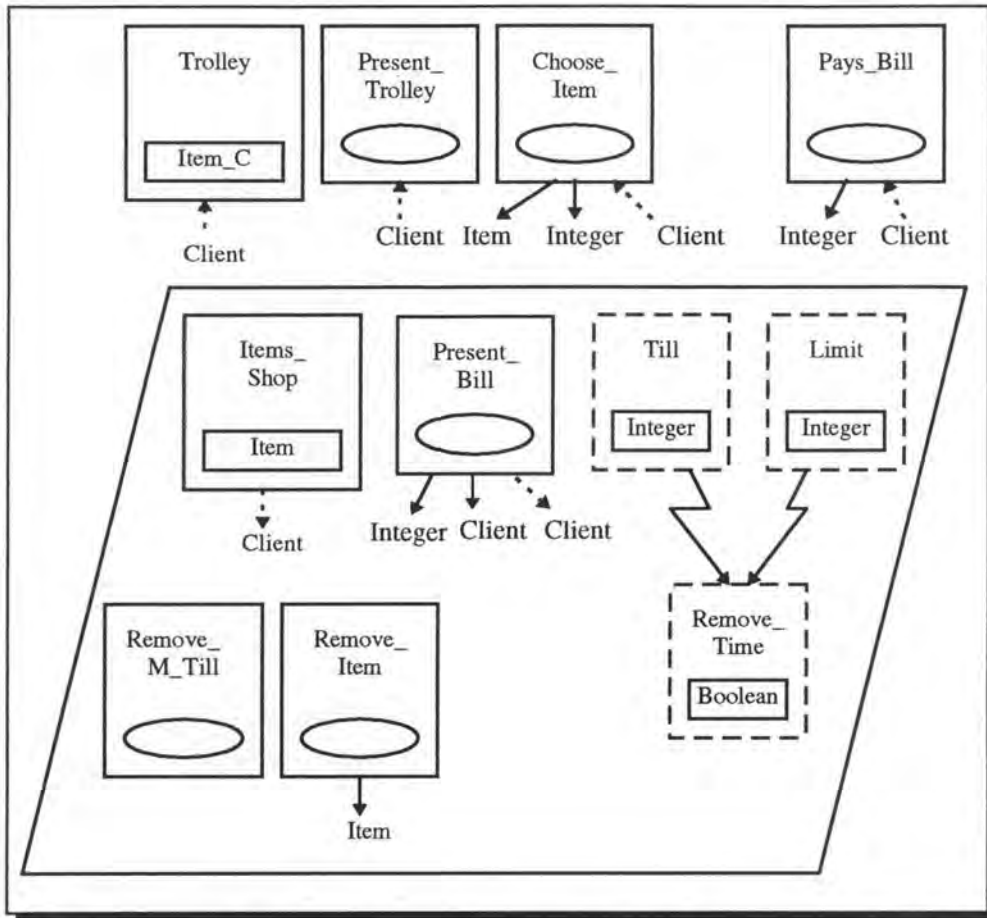 Trolley
Present_
Trolley
Choose_
Item
Pays_Bill
Item_C
Client
Client
Item
Integer
Client
Integer
Client
Items_
Shop
Present_
Bill
Till
Limit
Item
Integer
Integer
Client
Integer
Client
Client
Remove_
M_Till
Remove_
Item
Remove_
Time
Boolean
Item